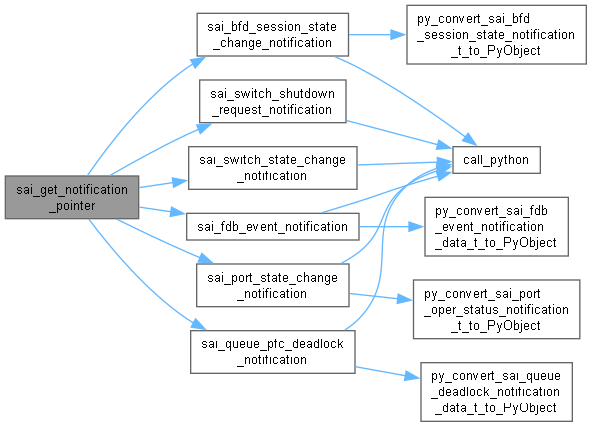 sai_bfd_session_state
_change_notification
py_convert_sai_bfd
_session_state_notification
_t_to_PyObject
sai_switch_shutdown
_request_notification
sai_switch_state_change
_notification
call_python
sai_get_notification
_pointer
sai_fdb_event_notification
py_convert_sai_fdb
_event_notification
_data_t_to_PyObject
sai_port_state_change
_notification
py_convert_sai_port
_oper_status_notification
_t_to_PyObject
sai_queue_pfc_deadlock
_notification
py_convert_sai_queue
_deadlock_notification
_data_t_to_PyObject